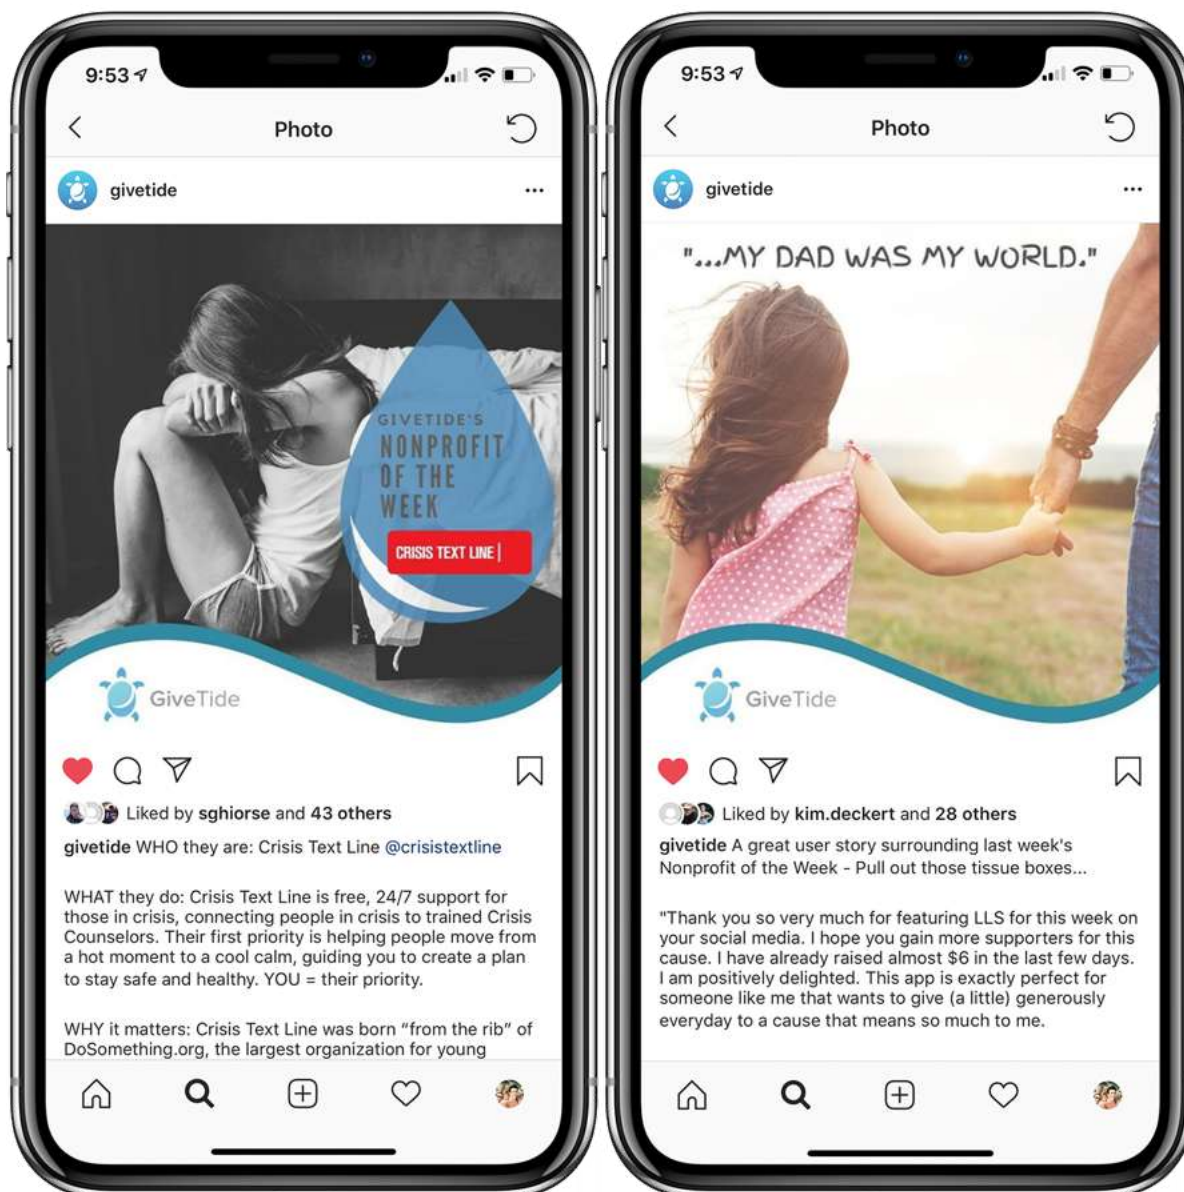 9:53
Photo
givetide
GIVETIDE'S
NONPROFIT
OF THE
WEEK
CRISIS TEXT LINE|
GiveTide
Liked by sghiorse and 43 others
givetide WHO they are: Crisis Text Line @crisistextline
WHAT they do: Crisis Text Line is free, 24/7 support for
those in crisis, connecting people in crisis to trained Crisis
Counselors. Their first priority is helping people move from
a hot moment to a cool calm, guiding you to create a plan
to stay safe and healthy. YOU = their priority.
WHY it matters: Crisis Text Line was born “from the rib” of
DoSomething.org, the largest organization for young
9:53
Photo
givetide
"...MY DAD WAS MY WORLD."
GiveTide
Liked by kim.deckert and 28 others
givetide A great user story surrounding last week's
Nonprofit of the Week - Pull out those tissue boxes...
"Thank you so very much for featuring LLS for this week on
your social media. I hope you gain more supporters for this
cause. I have already raised almost $6 in the last few days.
I am positively delighted. This app is exactly perfect for
someone like me that wants to give (a little) generously
everyday to a cause that means so much to me.